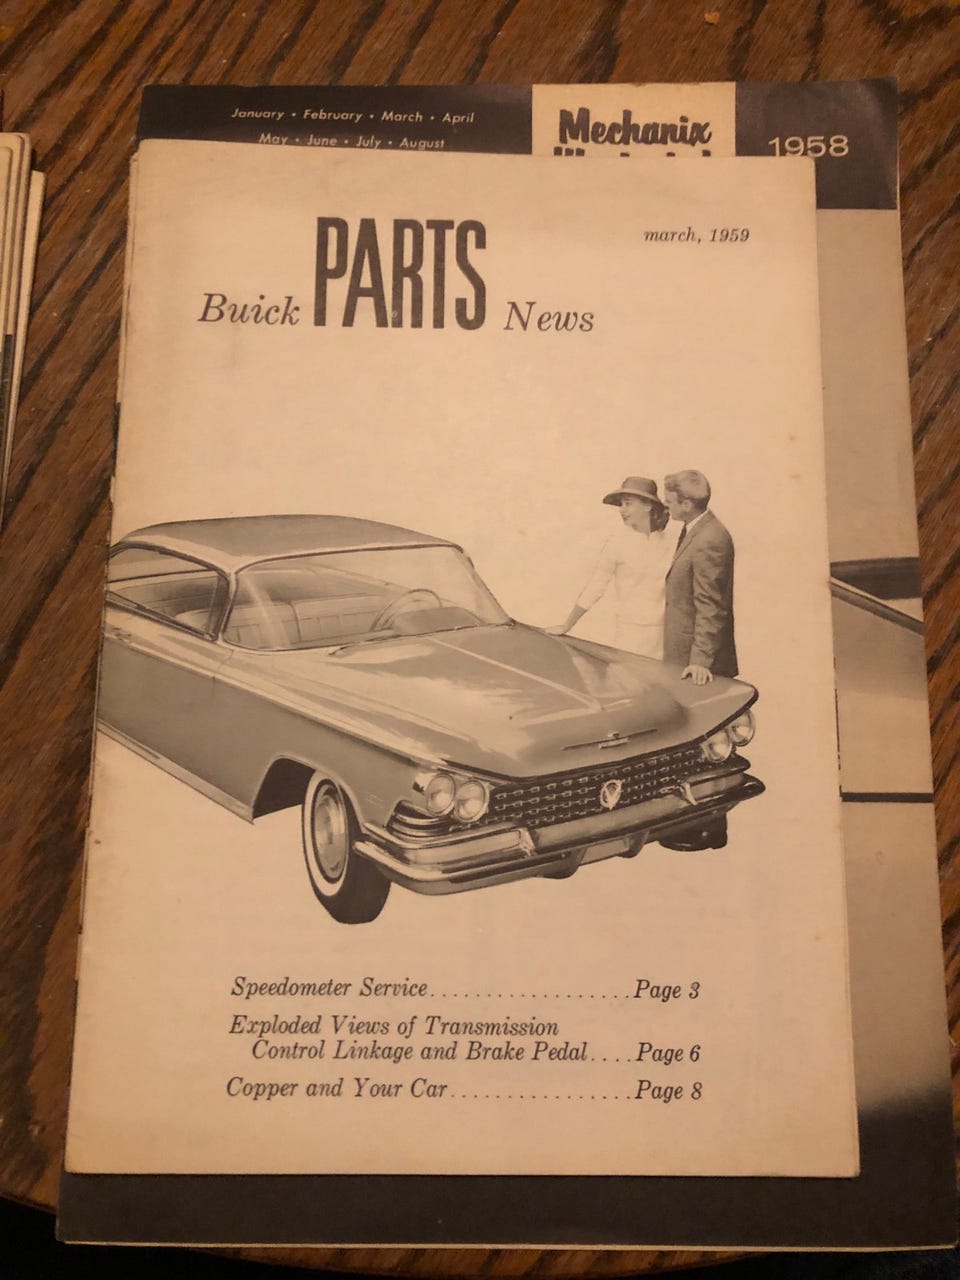 January • February • March • April
May • June • July • August
Mechanix
1958
march, 1959
Buick PARTS News
Speedometer Service..................Page 3
Exploded Views of Transmission
Control Linkage and Brake Pedal....Page 6
Copper and Your Car................Page 8